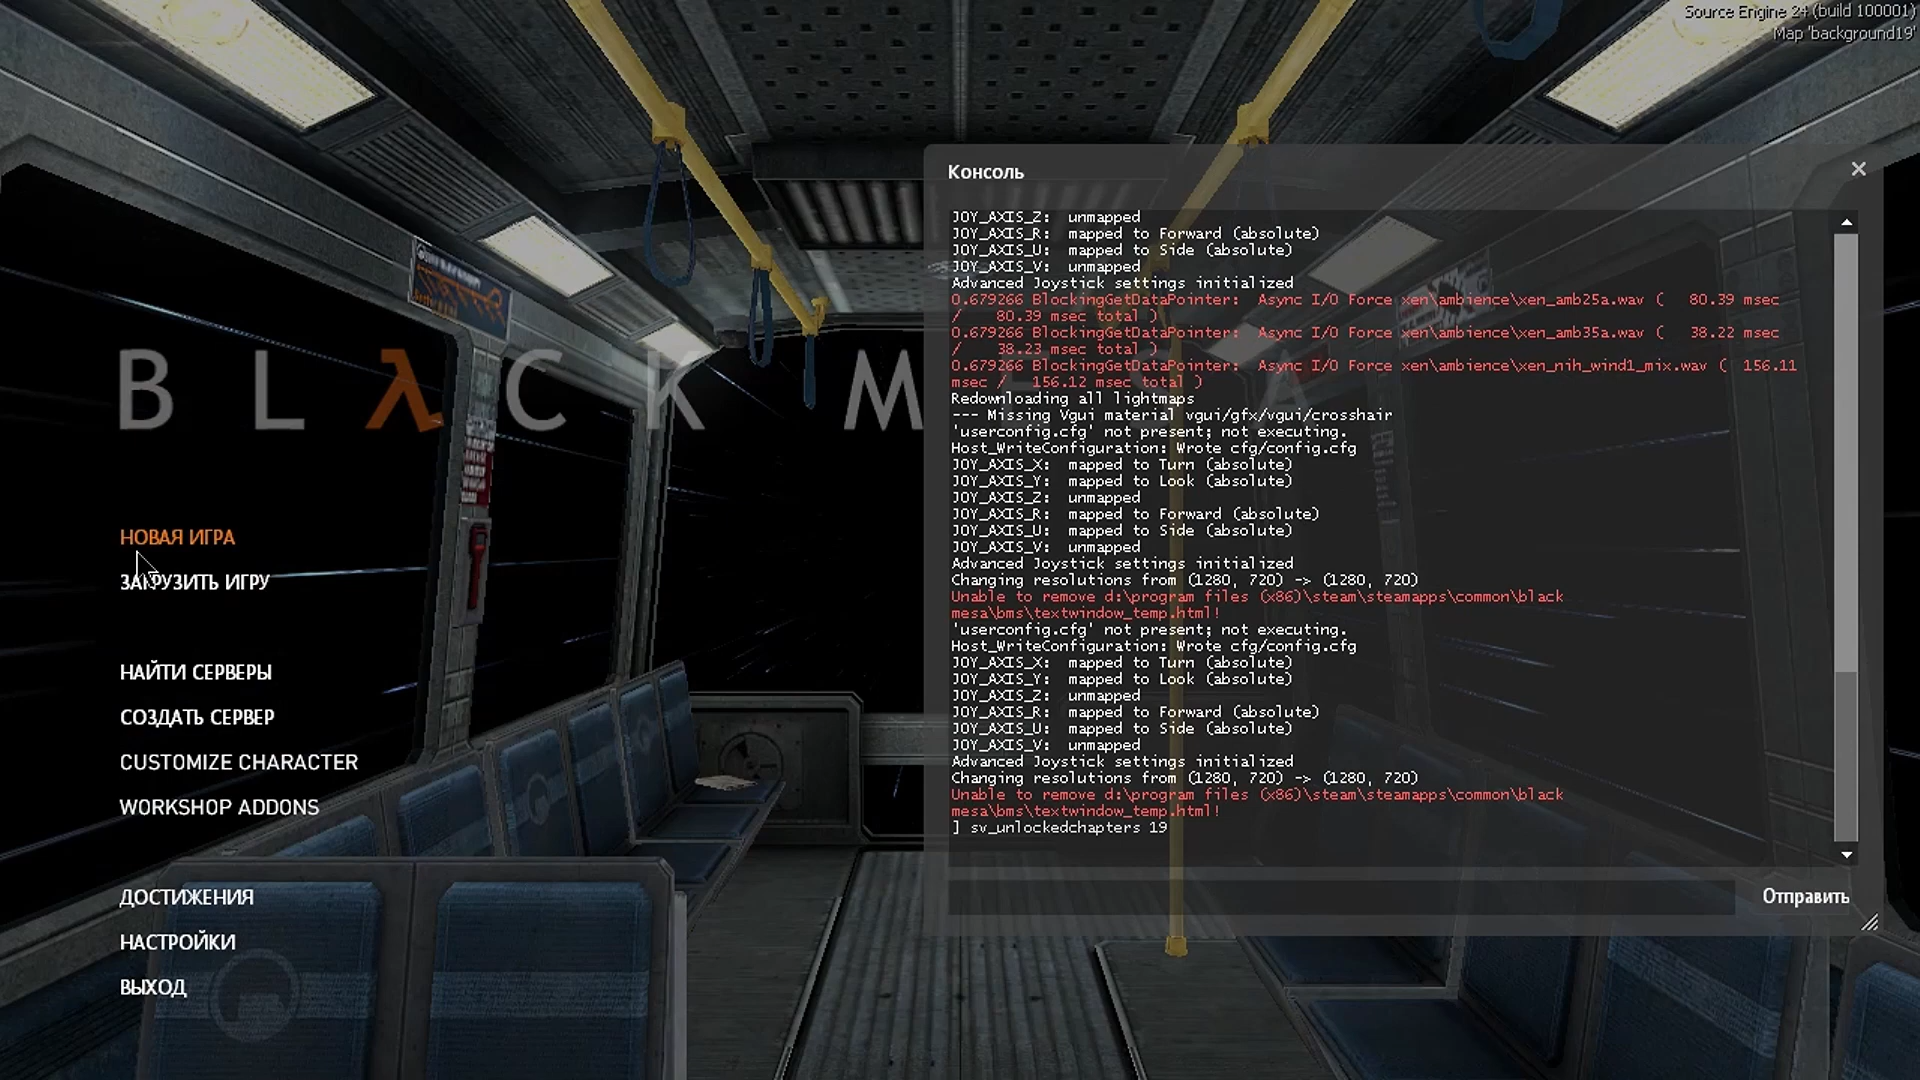 Source Engine 24 (build 100001)
Map 'background19'
BLλCK M
НОВАЯ ИГРА
ЗАГРУЗИТЬ ИГРУ
НАЙТИ СЕРВЕРЫ
СОЗДАТЬ СЕРВЕР
CUSTOMIZE CHARACTER
WORKSHOP ADDONS
ДОСТИЖЕНИЯ
НАСТРОЙКИ
ВЫХОД
Консоль
JOY_AXIS_Z:  unmapped
JOY_AXIS_R:  mapped to Forward (absolute)
JOY_AXIS_U:  mapped to Side (absolute)
JOY_AXIS_V:  unmapped
Advanced Joystick settings initialized
0.679266 BlockingGetDataPointer:  Async I/O Force xen\ambience\xen_amb25a.wav (   80.39 msec
/    80.39 msec total )
0.679266 BlockingGetDataPointer:  Async I/O Force xen\ambience\xen_amb35a.wav (   38.22 msec
/    38.23 msec total )
0.679266 BlockingGetDataPointer:  Async I/O Force xen\ambience\xen_nih_wind1_mix.wav (  156.11
msec /   156.12 msec total )
Redownloading all lightmaps
--- Missing Vgui material vgui/gfx/vgui/crosshair
'userconfig.cfg' not present; not executing.
Host_WriteConfiguration: Wrote cfg/config.cfg
JOY_AXIS_X:  mapped to Turn (absolute)
JOY_AXIS_Y:  mapped to Look (absolute)
JOY_AXIS_Z:  unmapped
JOY_AXIS_R:  mapped to Forward (absolute)
JOY_AXIS_U:  mapped to Side (absolute)
JOY_AXIS_V:  unmapped
Advanced Joystick settings initialized
Changing resolutions from (1280, 720) -> (1280, 720)
Unable to remove d:\program files (x86)\steam\steamapps\common\black
mesa\bms\textwindow_temp.html!
'userconfig.cfg' not present; not executing.
Host_WriteConfiguration: Wrote cfg/config.cfg
JOY_AXIS_X:  mapped to Turn (absolute)
JOY_AXIS_Y:  mapped to Look (absolute)
JOY_AXIS_Z:  unmapped
JOY_AXIS_R:  mapped to Forward (absolute)
JOY_AXIS_U:  mapped to Side (absolute)
JOY_AXIS_V:  unmapped
Advanced Joystick settings initialized
Changing resolutions from (1280, 720) -> (1280, 720)
Unable to remove d:\program files (x86)\steam\steamapps\common\black
mesa\bms\textwindow_temp.html!
] sv_unlockedchapters 19
Отправить